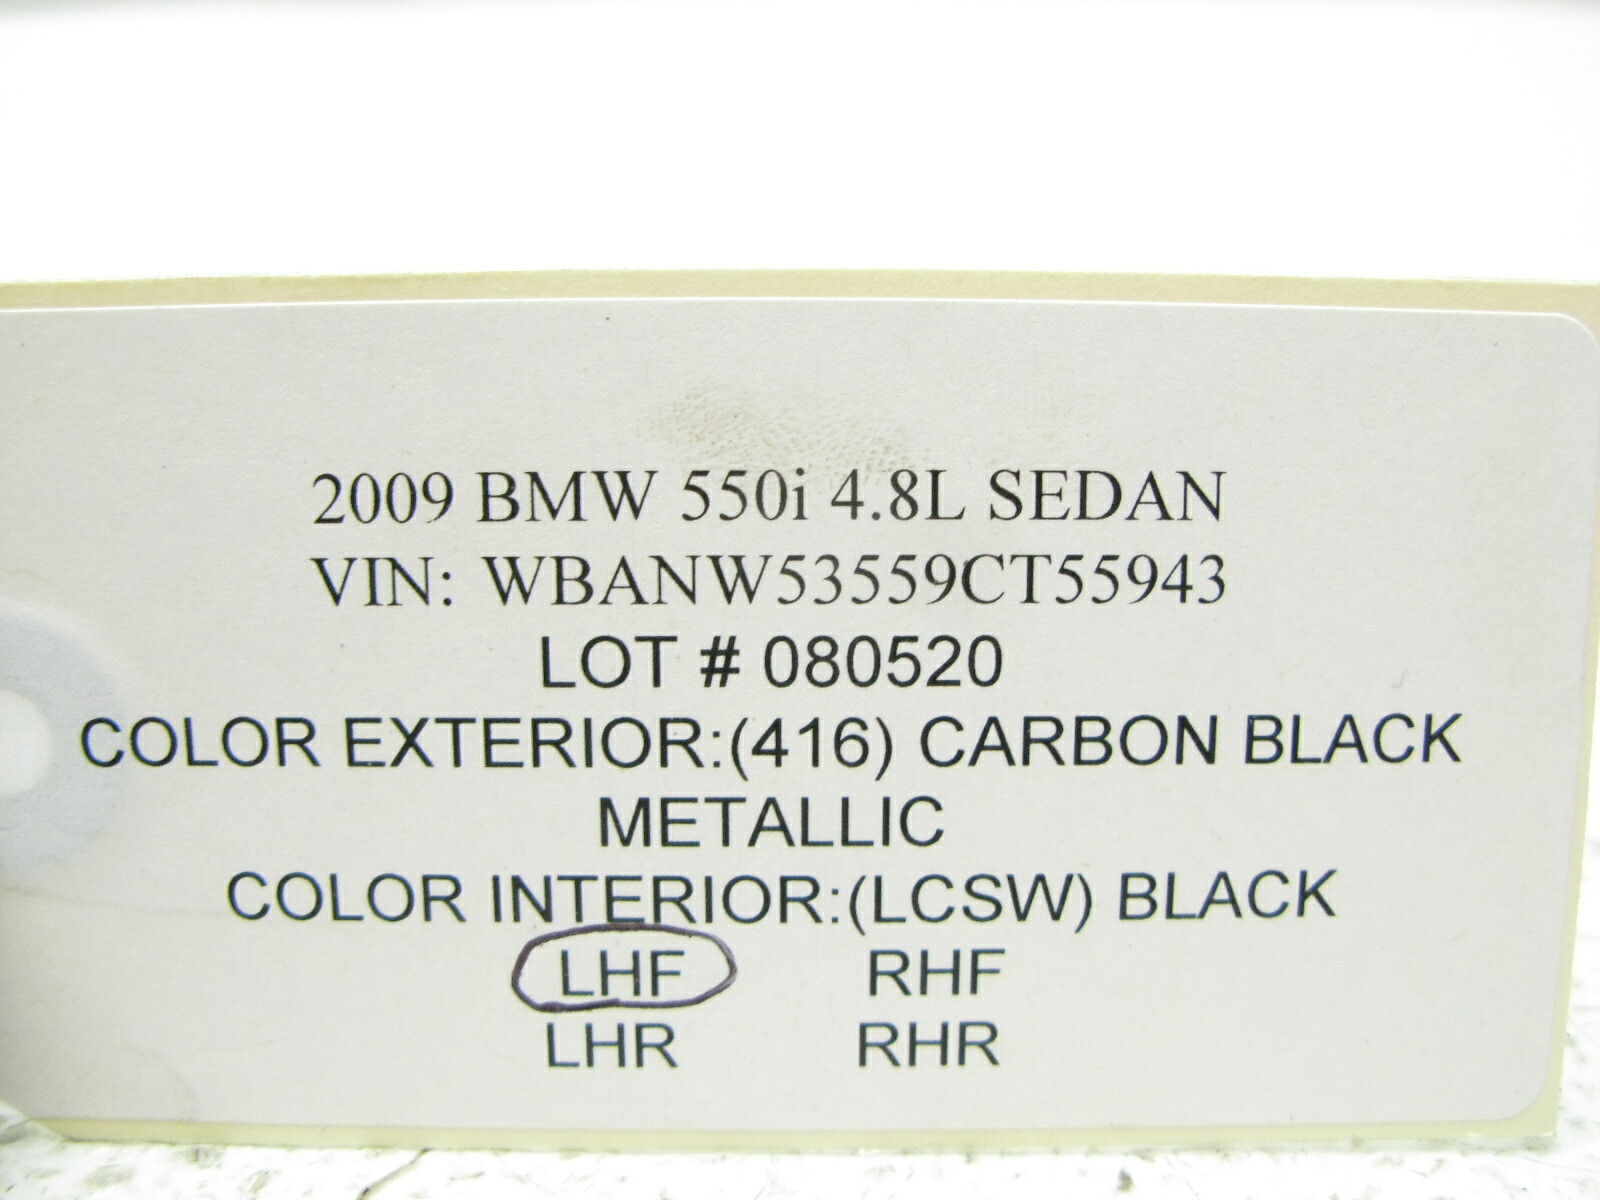 2009 BMW 550i 4.8L SEDAN
VIN: WBANW53559CT55943
LOT # 080520
COLOR EXTERIOR:(416) CARBON BLACK
METALLIC
COLOR INTERIOR:(LCSW) BLACK
LHF RHF
LHR RHR